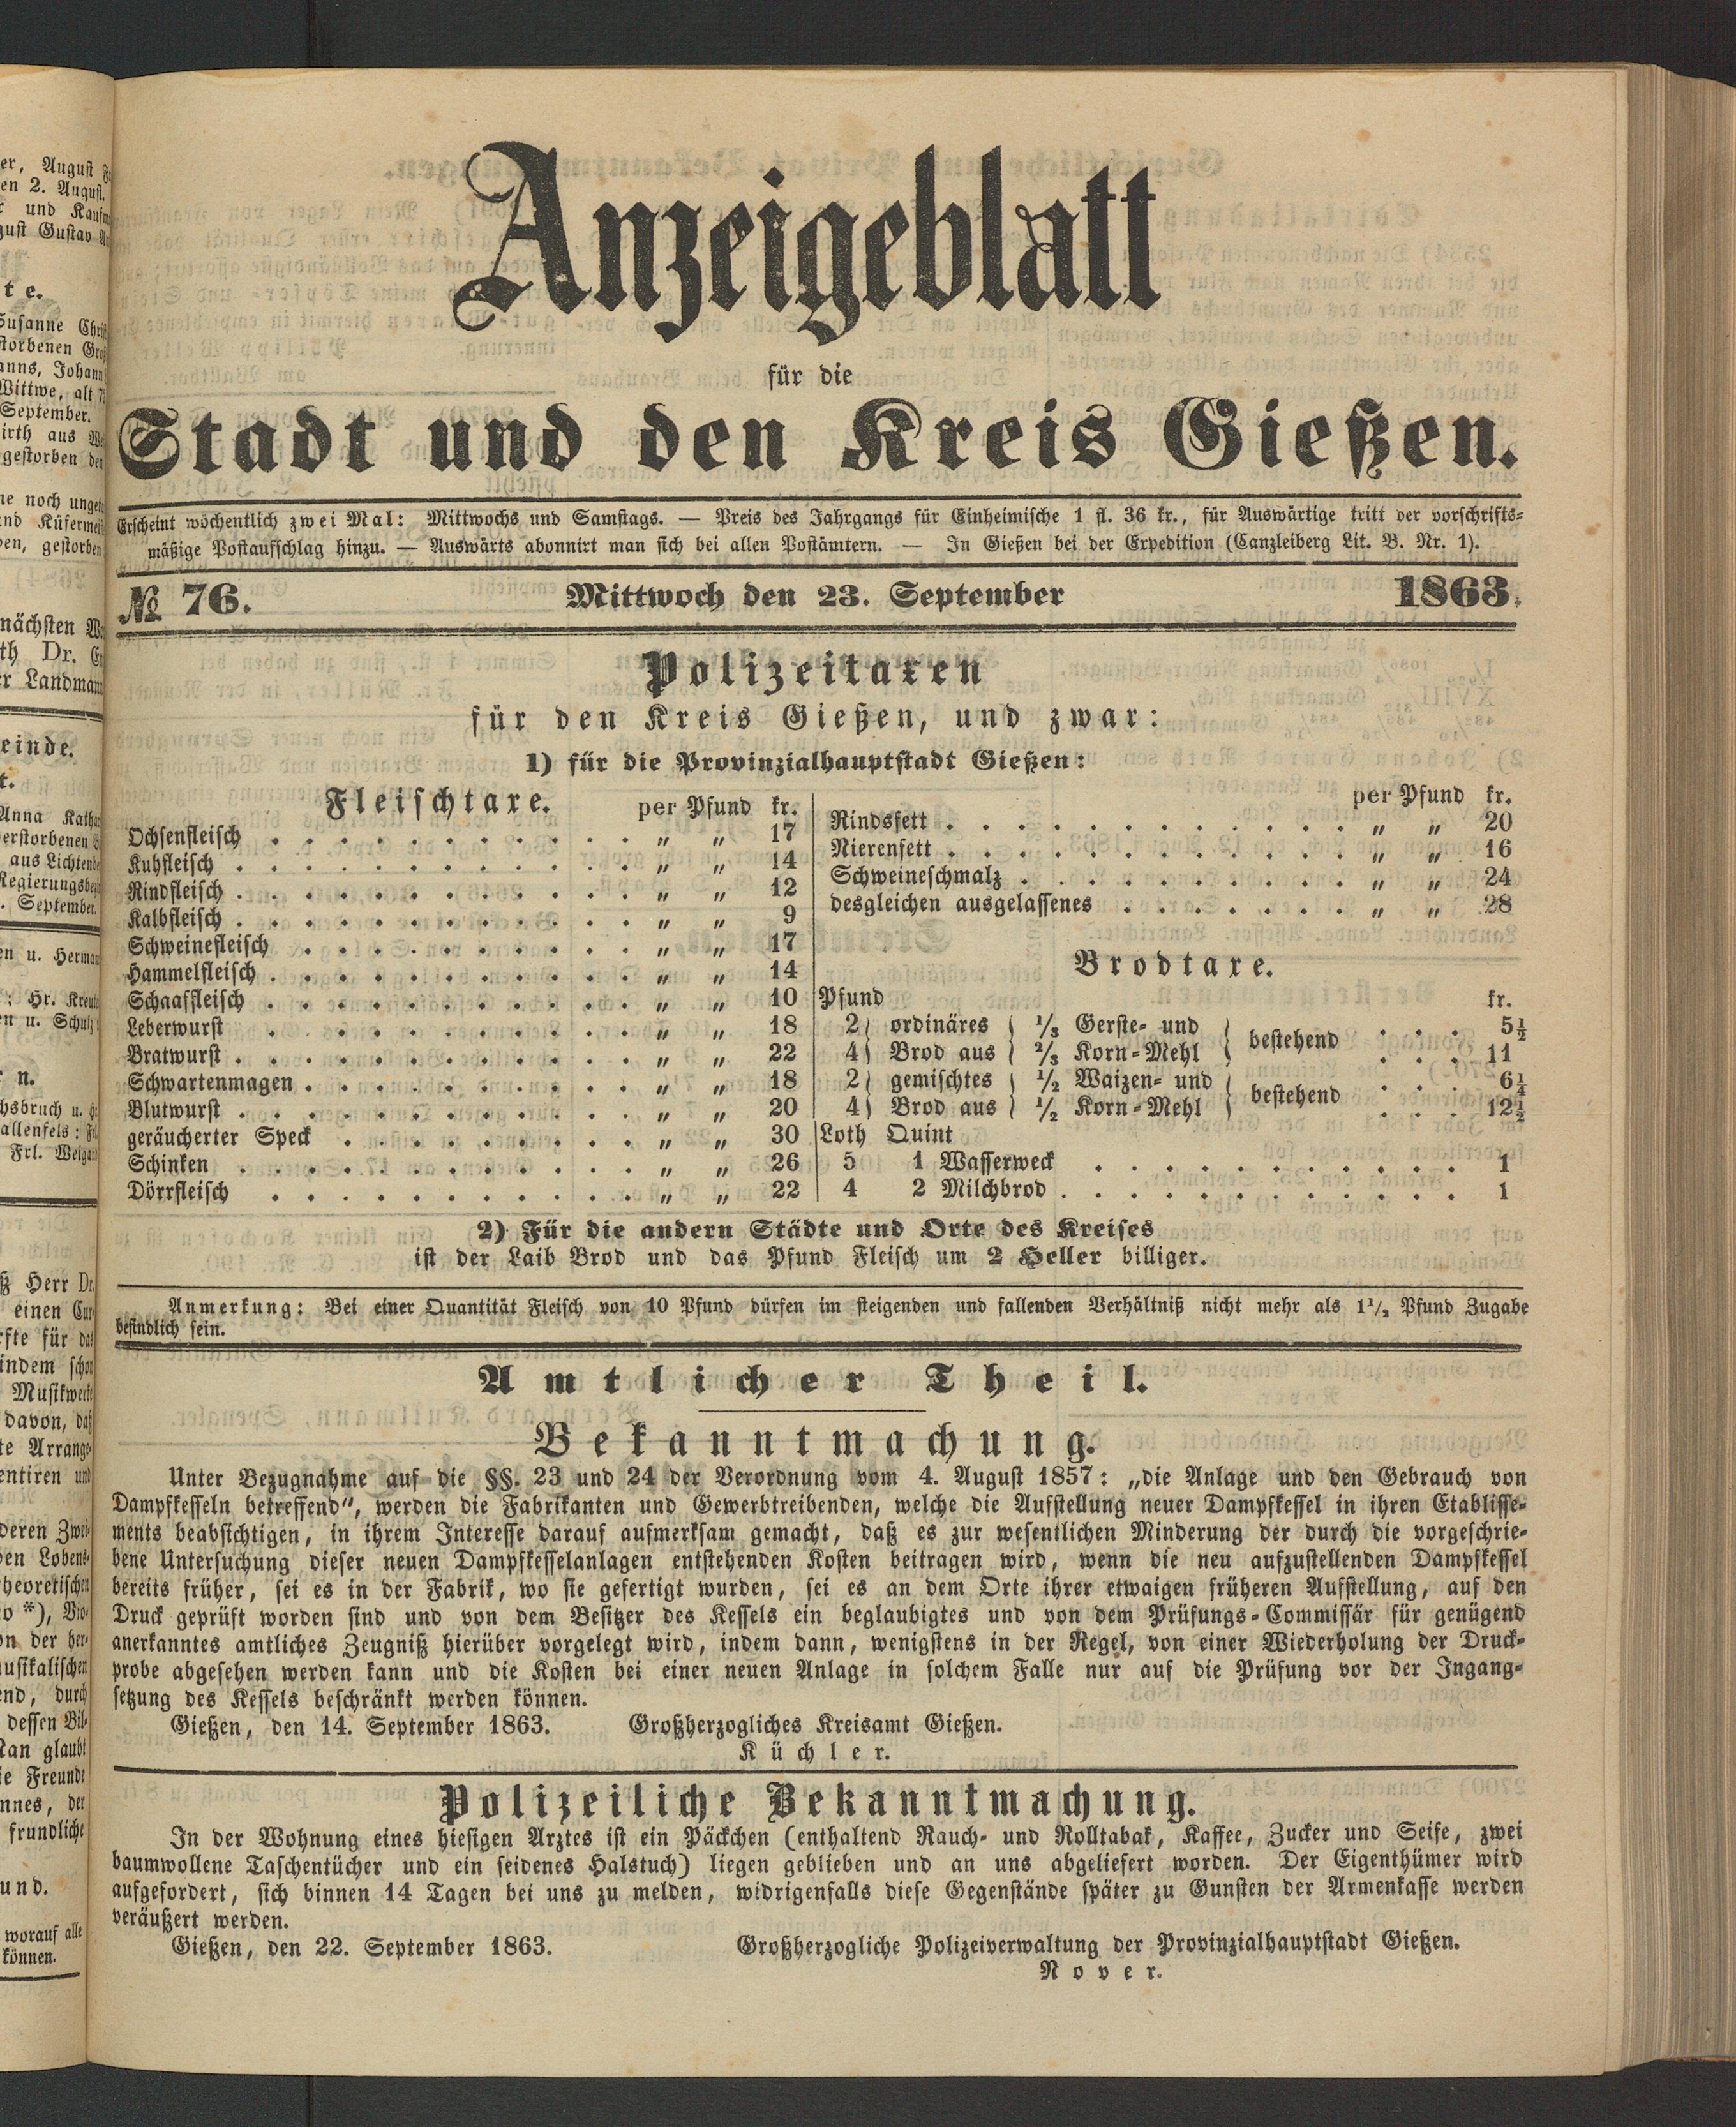 Anzeigeblatt
für die
Stadt und den Kreis Gießen.
Erscheint wöchentlich zwei Mal: Mittwochs und Samstags. — Preis des Jahrgangs für Einheimische 1 fl. 36 kr., für Auswärtige tritt der vorschrifts-
mäßige Postaufschlag hinzu. — Auswärts abonnirt man sich bei allen Postämtern. — In Gießen bei der Expedition (Canzleiberg Lit. B. Nr. 1).
№ 76. Mittwoch den 23. September 1863.
Polizeitaxen
für den Kreis Gießen, und zwar:
1) für die Provinzialhauptstadt Gießen:
Fleischtaxe. per Pfund kr.
Ochsenfleisch . . . . . . . . . . . „ „ 17
Kuhfleisch . . . . . . . . . . . . „ „ 14
Rindfleisch . . . . . . . . . . . . „ „ 12
Kalbfleisch . . . . . . . . . . . . „ „ 9
Schweinefleisch . . . . . . . . . . „ „ 17
Hammelfleisch . . . . . . . . . . . „ „ 14
Schaaffleisch . . . . . . . . . . . „ „ 10
Leberwurst . . . . . . . . . . . „ „ 18
Bratwurst . . . . . . . . . . . . „ „ 22
Schwartenmagen . . . . . . . . . . „ „ 18
Blutwurst . . . . . . . . . . . . „ „ 20
geräucherter Speck . . . . . . . . . „ „ 30
Schinken . . . . . . . . . . . . „ „ 26
Dörrfleisch . . . . . . . . . . . „ „ 22
per Pfund kr.
Rindsfett . . . . . . . . . . . . „ „ 20
Nierenfett . . . . . . . . . . . . „ „ 16
Schweineschmalz . . . . . . . . . . „ „ 24
desgleichen ausgelassenes . . . . . . . „ „ 28
Brodtaxe.
Pfund kr.
2 } ordinäres } 1/3 Gerste- und } bestehend . . . 5½
4 } Brod aus } 2/3 Korn-Mehl } . . . 11
2 } gemischtes } 1/2 Waizen- und } bestehend . . . 6¼
4 } Brod aus } 1/2 Korn-Mehl } . . . 12½
Loth Quint
5 1 Wasserweck . . . . . . . . . . . 1
4 2 Milchbrod . . . . . . . . . . . . 1
2) Für die andern Städte und Orte des Kreises
ist der Laib Brod und das Pfund Fleisch um 2 Heller billiger.
Anmerkung: Bei einer Quantität Fleisch von 10 Pfund dürfen im steigenden und fallenden Verhältniß nicht mehr als 1½ Pfund Zugabe
befindlich sein.
Amtlicher Theil.
Bekanntmachung.
Unter Bezugnahme auf die §§. 23 und 24 der Verordnung vom 4. August 1857: „die Anlage und den Gebrauch von
Dampfkesseln betreffend“, werden die Fabrikanten und Gewerbtreibenden, welche die Aufstellung neuer Dampfkessel in ihren Etablisse-
ments beabsichtigen, in ihrem Interesse darauf aufmerksam gemacht, daß es zur wesentlichen Minderung der durch die vorgeschrie-
bene Untersuchung dieser neuen Dampfkesselanlagen entstehenden Kosten beitragen wird, wenn die neu aufzustellenden Dampfkessel
bereits früher, sei es in der Fabrik, wo sie gefertigt wurden, sei es an dem Orte ihrer etwaigen früheren Aufstellung, auf den
Druck geprüft worden sind und von dem Besitzer des Kessels ein beglaubigtes und von dem Prüfungs-Commissär für genügend
anerkanntes amtliches Zeugniß hierüber vorgelegt wird, indem dann, wenigstens in der Regel, von einer Wiederholung der Druck-
probe abgesehen werden kann und die Kosten bei einer neuen Anlage in solchem Falle nur auf die Prüfung vor der Ingang-
setzung des Kessels beschränkt werden können.
Gießen, den 14. September 1863. Großherzogliches Kreisamt Gießen.
Küchler.
Polizeiliche Bekanntmachung.
In der Wohnung eines hiesigen Arztes ist ein Päckchen (enthaltend Rauch- und Rolltabak, Kaffee, Zucker und Seife, zwei
baumwollene Taschentücher und ein seidenes Halstuch) liegen geblieben und an uns abgeliefert worden. Der Eigenthümer wird
aufgefordert, sich binnen 14 Tagen bei uns zu melden, widrigenfalls diese Gegenstände später zu Gunsten der Armenkasse werden
veräußert werden.
Gießen, den 22. September 1863. Großherzogliche Polizeiverwaltung der Provinzialhauptstadt Gießen.
Nover.